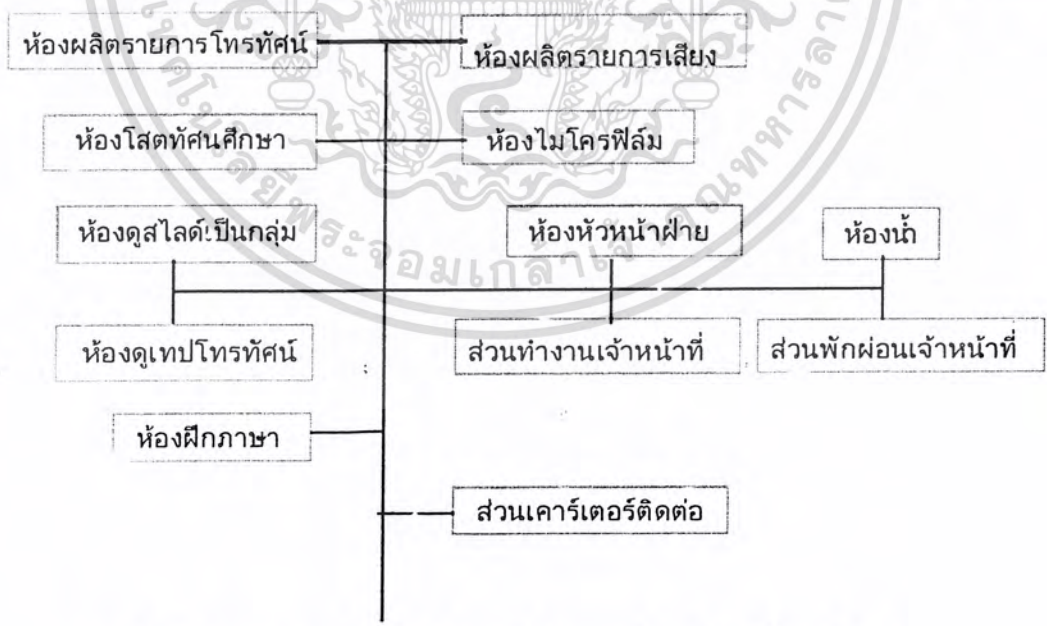 ห้องผลิตรายการโทรทัศน์
ห้องผลิตรายการเสียง
ห้องโสตทัศนศึกษา
ห้องไมโครฟิล์ม
ห้องดูสไลด์เป็นกลุ่ม
ห้องหัวหน้าฝ่าย
ห้องน้ำ
ห้องดูเทปโทรทัศน์
ส่วนทำงานเจ้าหน้าที่
ส่วนพักผ่อนเจ้าหน้าที่
ห้องฝึกภาษา
ส่วนเคาร์เตอร์ติดต่อ